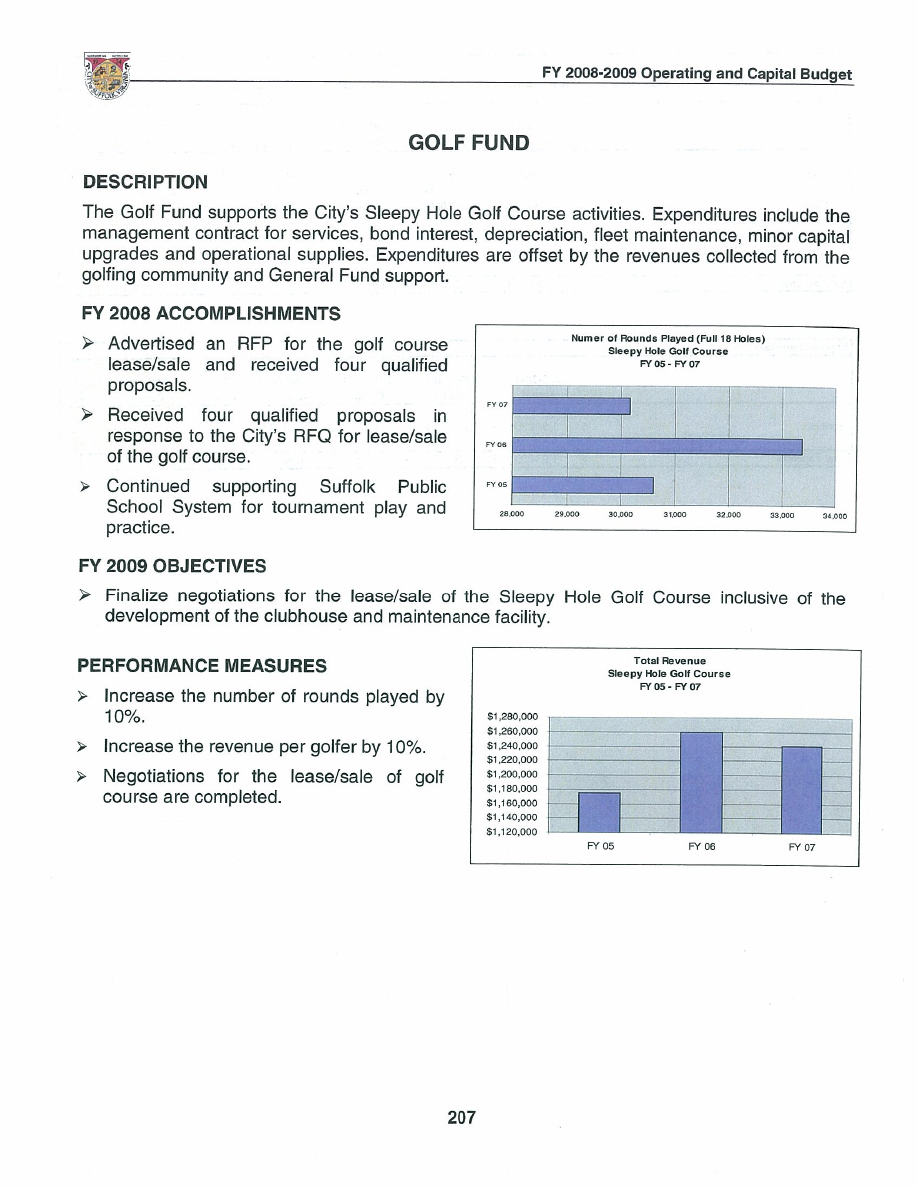 FY 2008-2009 Operating and Capital Budget
GOLF FUND
DESCRIPTION
The Golf Fund supports the City's Sleepy Hole Golf Course activities. Expenditures include the
management contract for services, bond interest, depreciation, fleet maintenance, minor capital
upgrades and operational supplies. Expenditures are offset by the revenues collected from the
golfing community and General Fund support.
FY 2008 ACCOMPLISHMENTS
➢ Advertised an RFP for the golf course
lease/sale and received four qualified
proposals.
➢ Received four qualified proposals in
response to the City's RFQ for lease/sale
of the golf course.
➢ Continued supporting Suffolk Public
School System for tournament play and
practice.
Numer of Rounds Played (Full 18 Holes)
Sleepy Hole Golf Course
FY 05 - FY 07
FY 07
FY 06
FY 05
28,000 29,000 30,000 31,000 32,000 33,000 34,000
FY 2009 OBJECTIVES
➢ Finalize negotiations for the lease/sale of the Sleepy Hole Golf Course inclusive of the
development of the clubhouse and maintenance facility.
PERFORMANCE MEASURES
➢ Increase the number of rounds played by
10%.
➢ Increase the revenue per golfer by 10%.
➢ Negotiations for the lease/sale of golf
course are completed.
Total Revenue
Sleepy Hole Golf Course
FY 05 - FY 07
$1,280,000
$1,260,000
$1,240,000
$1,220,000
$1,200,000
$1,180,000
$1,160,000
$1,140,000
$1,120,000
FY 05 FY 06 FY 07
207